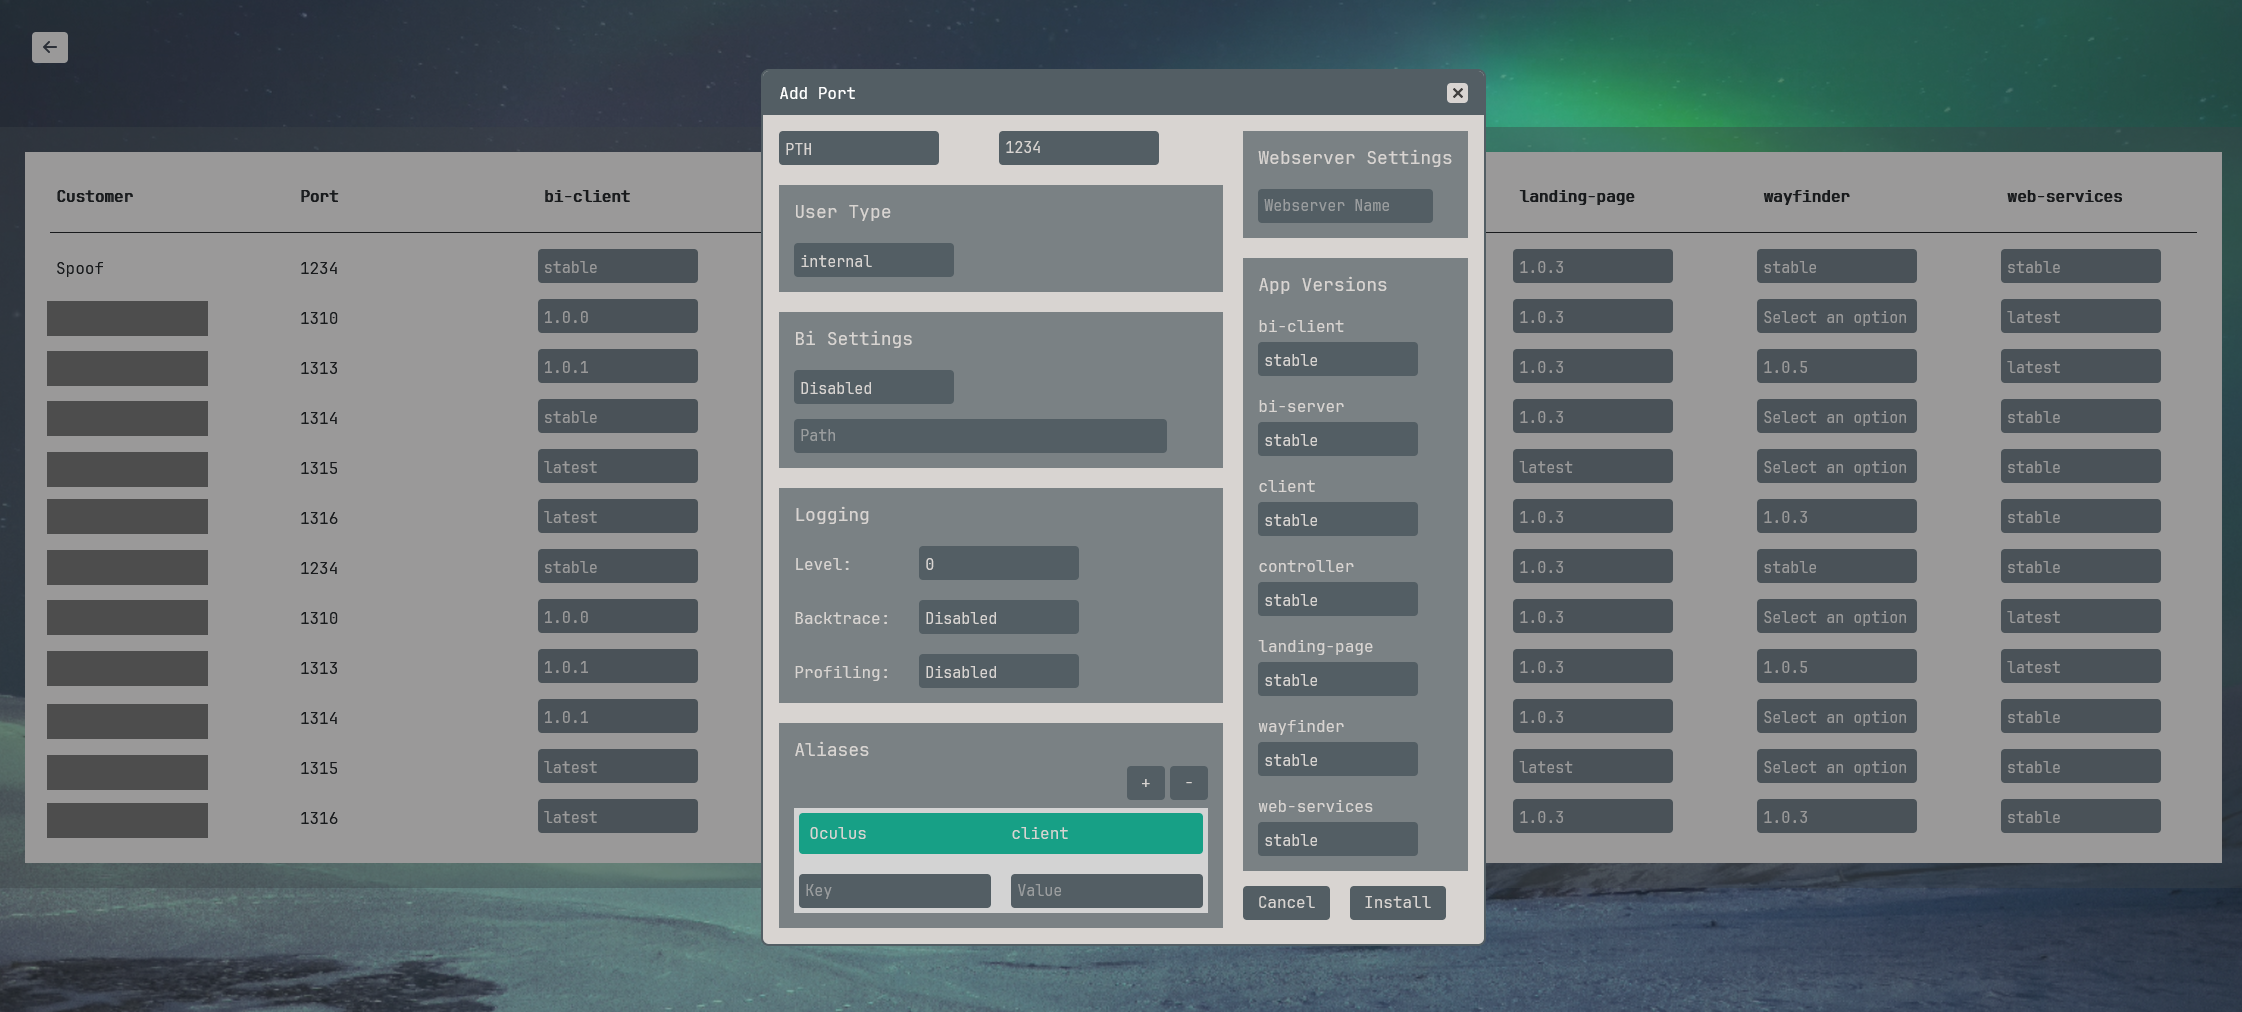 Add Port
PTH 1234
User Type
internal
Bi Settings
Disabled
Path
Logging
Level: 0
Backtrace: Disabled
Profiling: Disabled
Aliases
+ -
Oculus client
Key Value
Webserver Settings
Webserver Name
App Versions
bi-client
stable
bi-server
stable
client
stable
controller
stable
landing-page
stable
wayfinder
stable
web-services
stable
Cancel Install
Customer Port bi-client landing-page wayfinder web-services
Spoof 1234 stable 1.0.3 stable stable
1310 1.0.0 1.0.3 Select an option latest
1313 1.0.1 1.0.3 1.0.5 latest
1314 stable 1.0.3 Select an option stable
1315 latest latest Select an option stable
1316 latest 1.0.3 1.0.3 stable
1234 stable 1.0.3 stable stable
1310 1.0.0 1.0.3 Select an option latest
1313 1.0.1 1.0.3 1.0.5 latest
1314 1.0.1 1.0.3 Select an option stable
1315 latest latest Select an option stable
1316 latest 1.0.3 1.0.3 stable